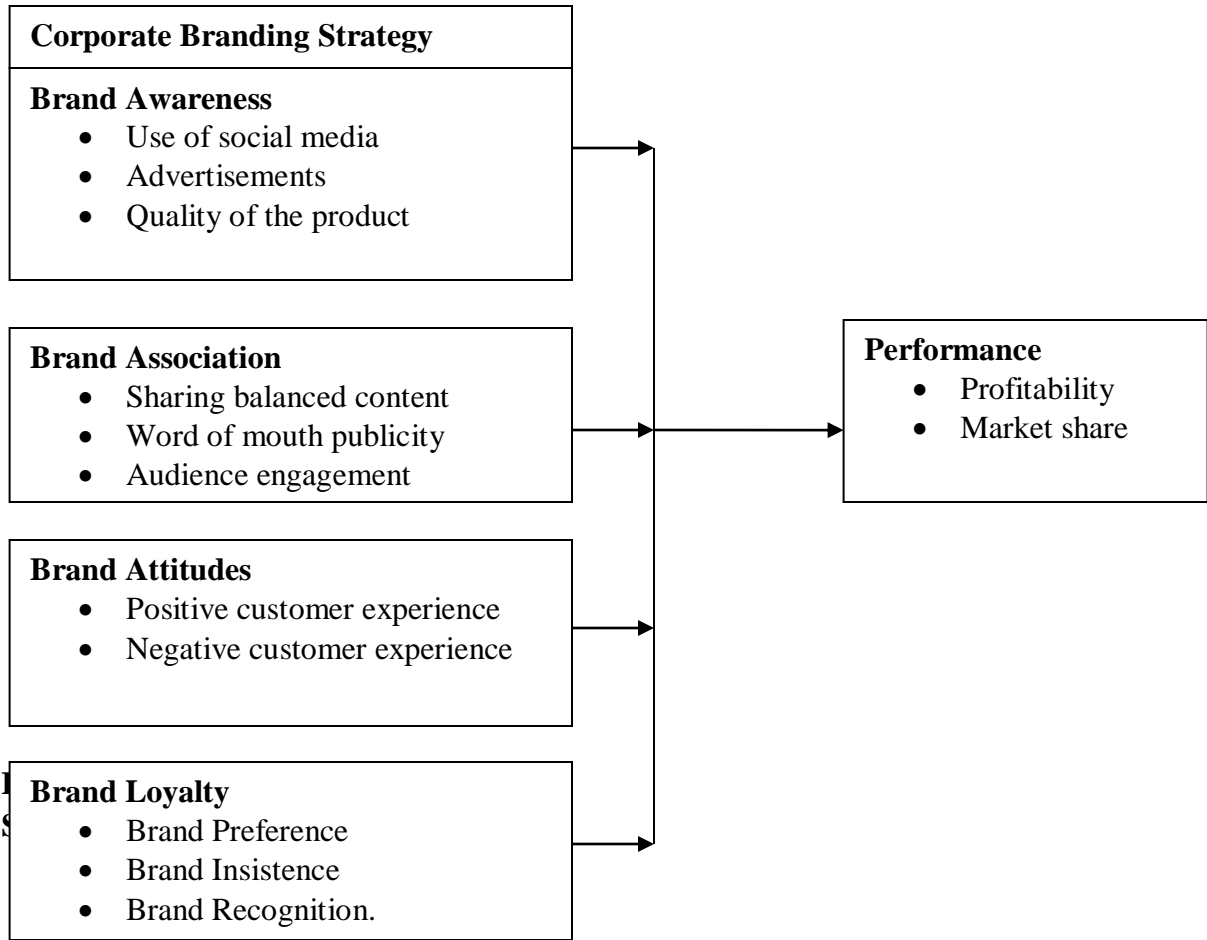 Corporate Branding Strategy
Brand Awareness
• Use of social media
• Advertisements
• Quality of the product
Brand Association
• Sharing balanced content
• Word of mouth publicity
• Audience engagement
Performance
• Profitability
• Market share
Brand Attitudes
• Positive customer experience
• Negative customer experience
Brand Loyalty
• Brand Preference
• Brand Insistence
• Brand Recognition.